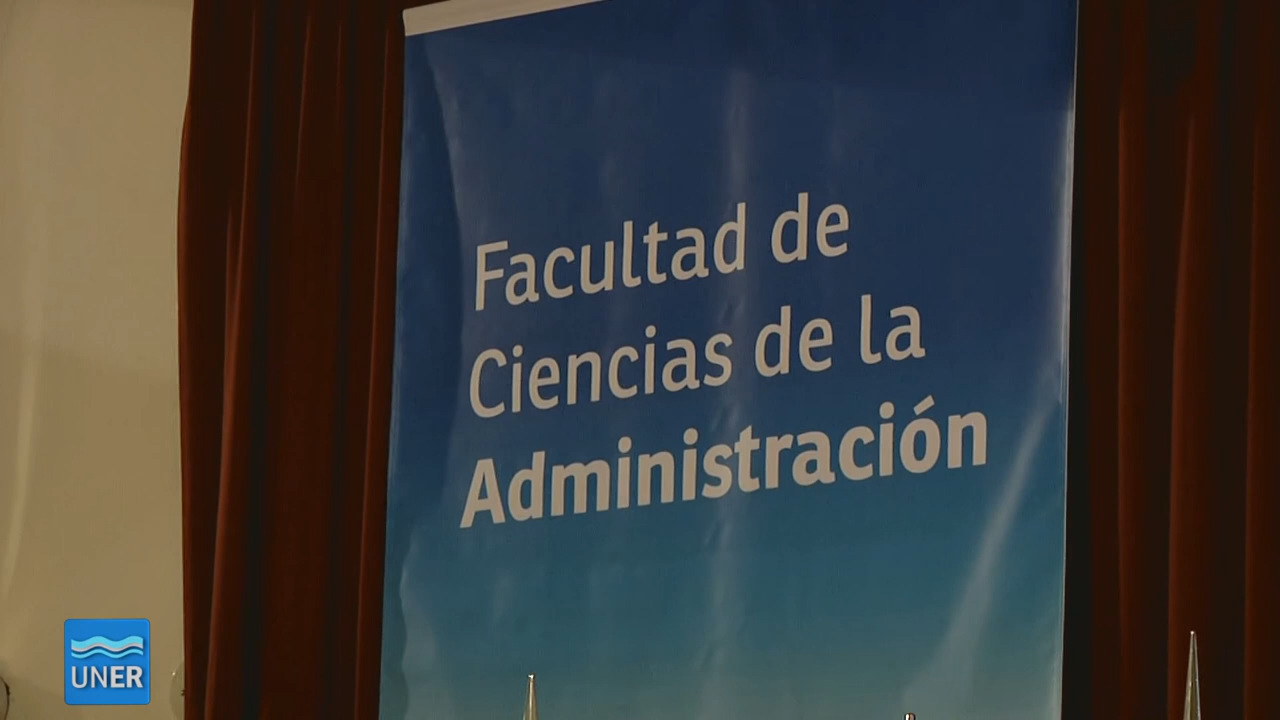 Facultad de
Ciencias de la
Administración
UNER